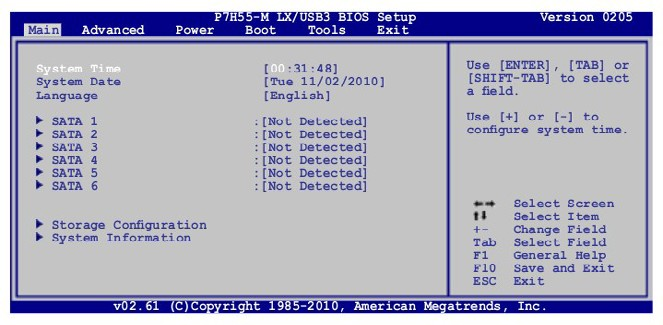 P7H55-M LX/USB3 BIOS Setup Version 0205
Main Advanced Power Boot Tools Exit
System Time [00:31:48]
System Date [Tue 11/02/2010]
Language [English]
SATA 1 :[Not Detected]
SATA 2 :[Not Detected]
SATA 3 :[Not Detected]
SATA 4 :[Not Detected]
SATA 5 :[Not Detected]
SATA 6 :[Not Detected]
Storage Configuration
System Information
Use [ENTER], [TAB] or
[SHIFT-TAB] to select
a field.
Use [+] or [-] to
configure system time.
←→ Select Screen
↑↓ Select Item
+- Change Field
Tab Select Field
F1 General Help
F10 Save and Exit
ESC Exit
v02.61 (C)Copyright 1985-2010, American Megatrends, Inc.